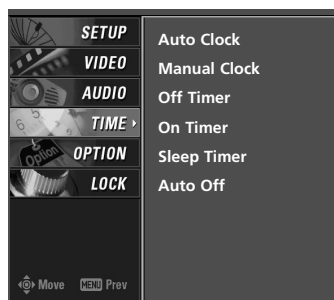 SETUP
VIDEO
AUDIO
TIME
OPTION
LOCK
Move MENU Prev
Auto Clock
Manual Clock
Off Timer
On Timer
Sleep Timer
Auto Off